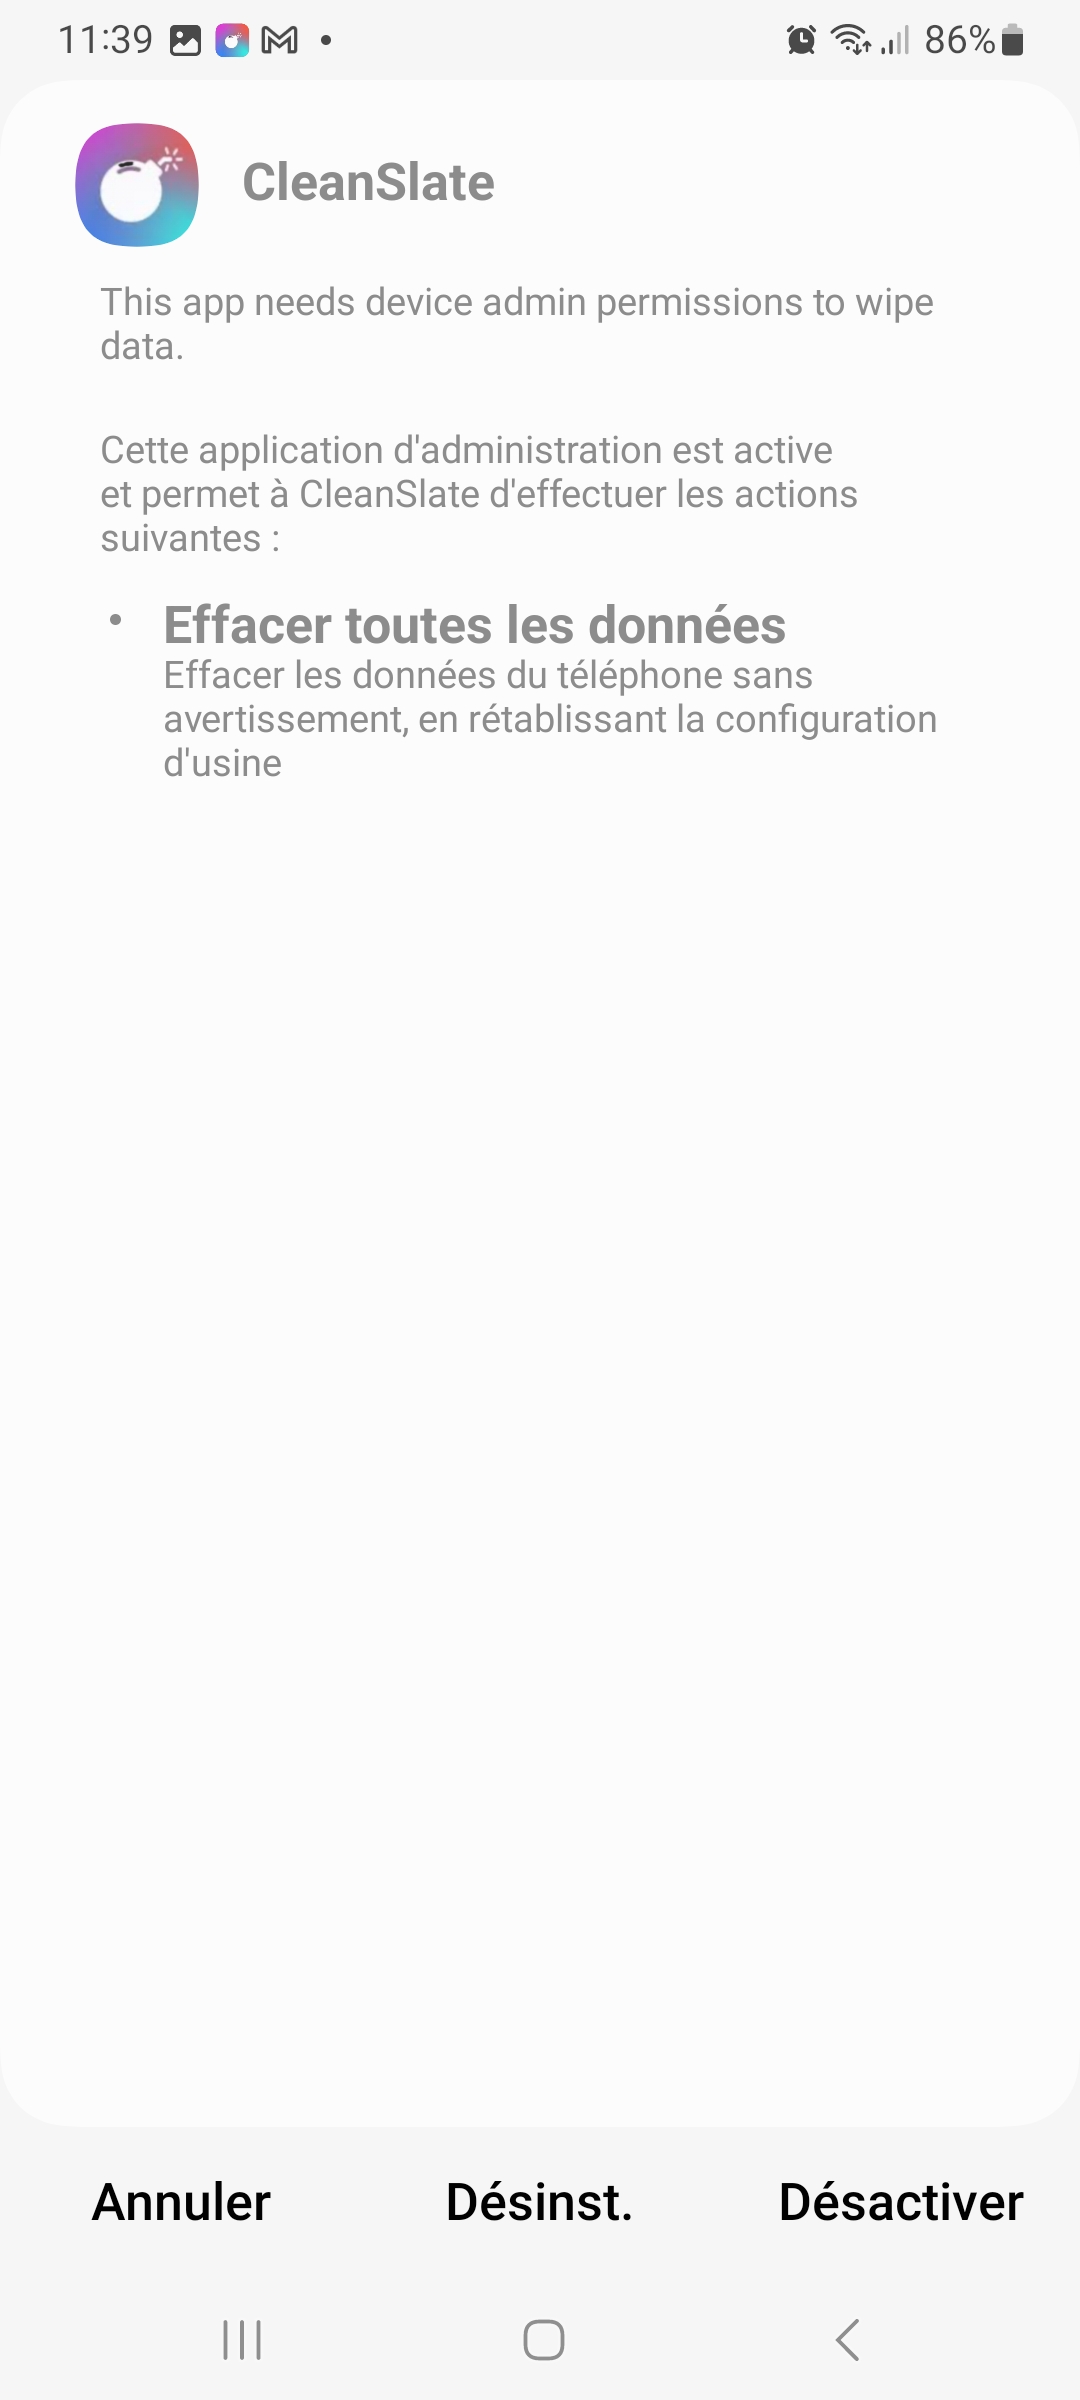 11:39
86%
CleanSlate
This app needs device admin permissions to wipe
data.
Cette application d'administration est active
et permet à CleanSlate d'effectuer les actions
suivantes :
• Effacer toutes les données
Effacer les données du téléphone sans
avertissement, en rétablissant la configuration
d'usine
Annuler
Désinst.
Désactiver